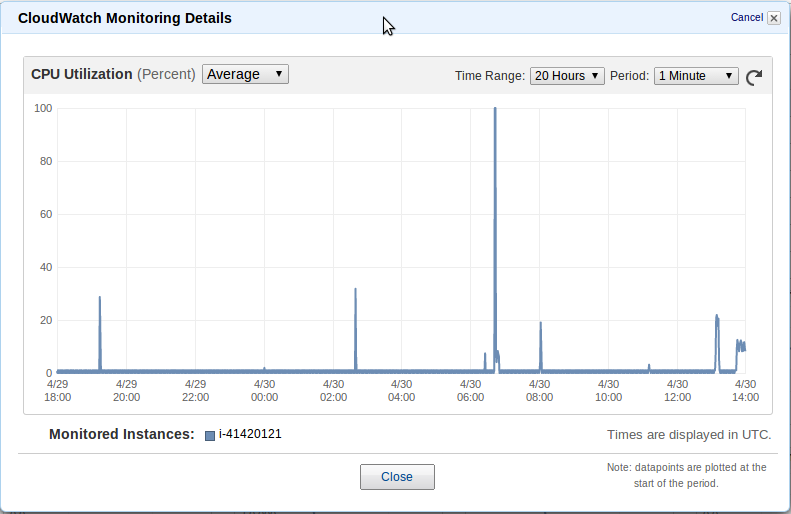 CloudWatch Monitoring Details
Cancel
CPU Utilization (Percent) Average
Time Range: 20 Hours Period: 1 Minute
100
80
60
40
20
0
4/29 4/29 4/29 4/30 4/30 4/30 4/30 4/30 4/30 4/30 4/30
18:00 20:00 22:00 00:00 02:00 04:00 06:00 08:00 10:00 12:00 14:00
Monitored Instances: i-41420121
Times are displayed in UTC.
Close
Note: datapoints are plotted at the
start of the period.